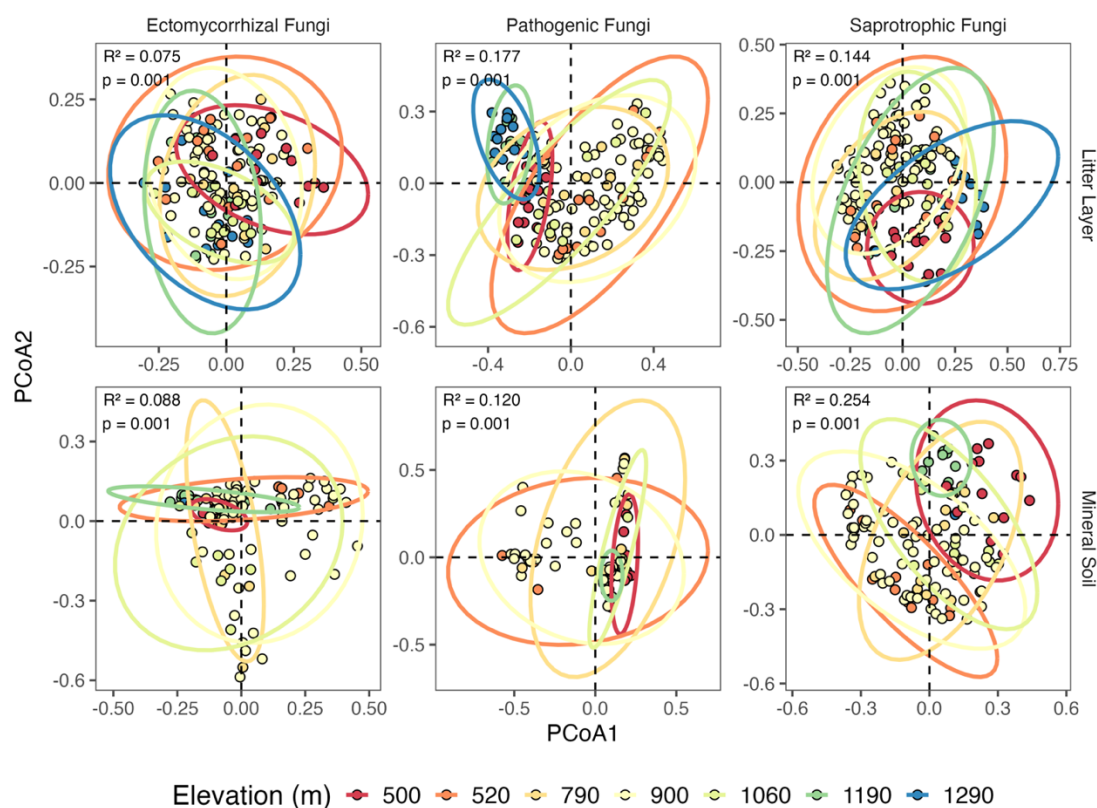 Ectomycorrhizal Fungi
Pathogenic Fungi
Saprotrophic Fungi
R² = 0.075
p = 0.001
0.25
0.00
-0.25
-0.25
0.00
0.25
0.50
R² = 0.177
p = 0.001
0.3
0.0
-0.3
-0.6
-0.4
0.0
0.4
R² = 0.144
p = 0.001
0.50
0.25
0.00
-0.25
-0.50
-0.50
-0.25
0.00
0.25
0.50
0.75
Litter Layer
PCoA2
R² = 0.088
p = 0.001
0.3
0.0
-0.3
-0.6
-0.50
-0.25
0.00
0.25
0.50
R² = 0.120
p = 0.001
0.5
0.0
-0.5
-0.5
0.0
0.5
R² = 0.254
p = 0.001
0.3
0.0
-0.3
-0.6
-0.6
-0.3
0.0
0.3
0.6
Mineral Soil
PCoA1
Elevation (m) 500 520 790 900 1060 1190 1290